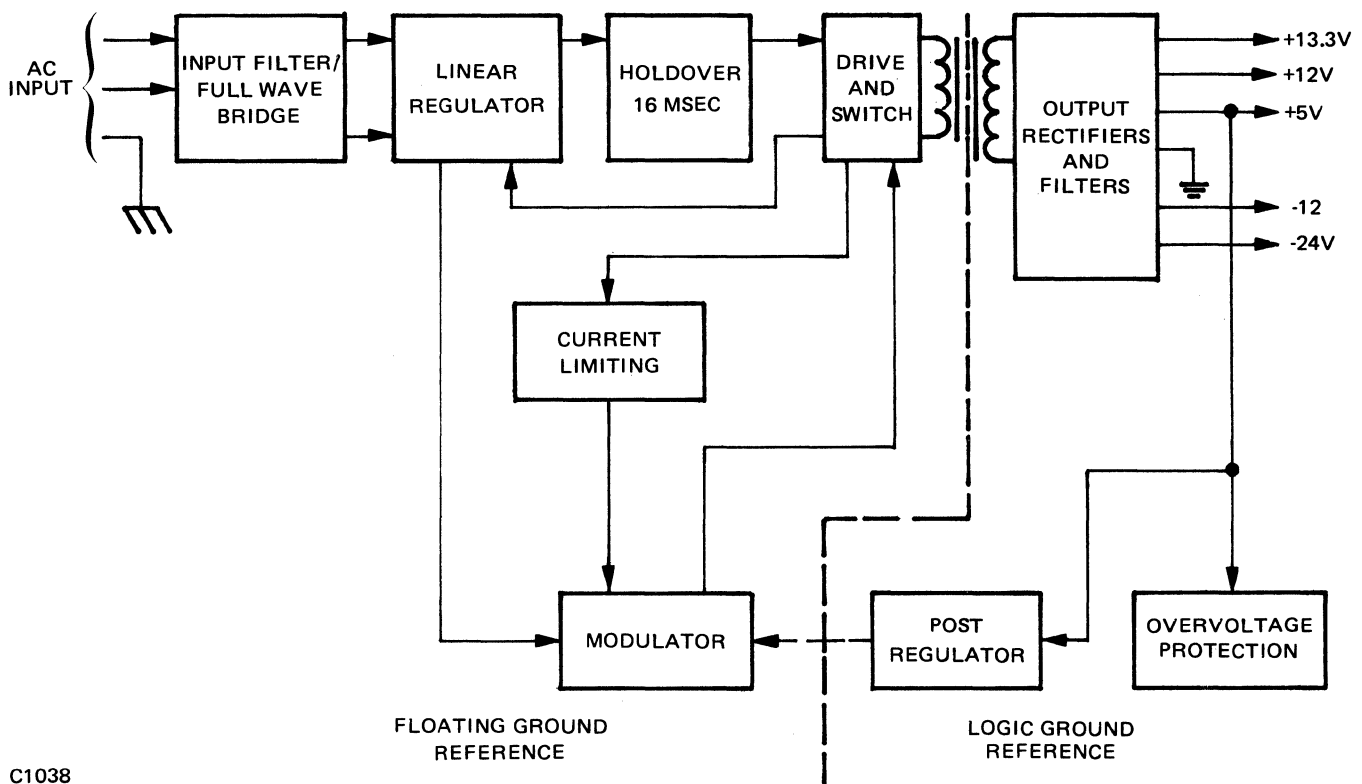 AC
INPUT
INPUT FILTER/
FULL WAVE
BRIDGE
LINEAR
REGULATOR
HOLDOVER
16 MSEC
DRIVE
AND
SWITCH
OUTPUT
RECTIFIERS
AND
FILTERS
+13.3V
+12V
+5V
-12
-24V
CURRENT
LIMITING
MODULATOR
POST
REGULATOR
OVERVOLTAGE
PROTECTION
FLOATING GROUND
REFERENCE
LOGIC GROUND
REFERENCE
C1038